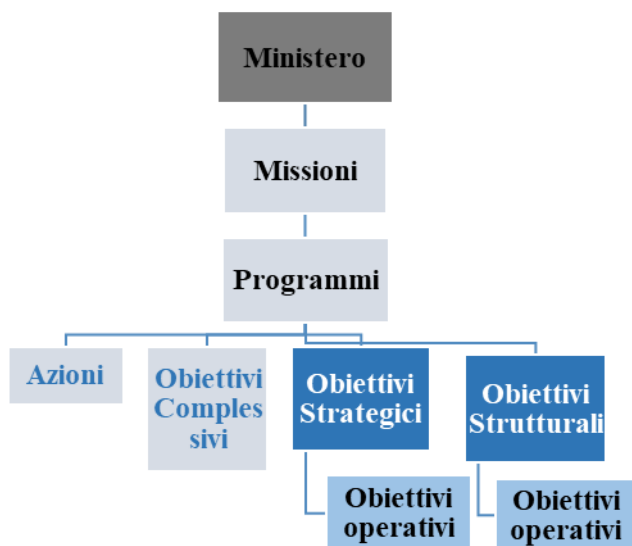 Ministero
Missioni
Programmi
Azioni
Obiettivi
Comples
sivi
Obiettivi
Strategici
Obiettivi
Strutturali
Obiettivi
operativi
Obiettivi
operativi